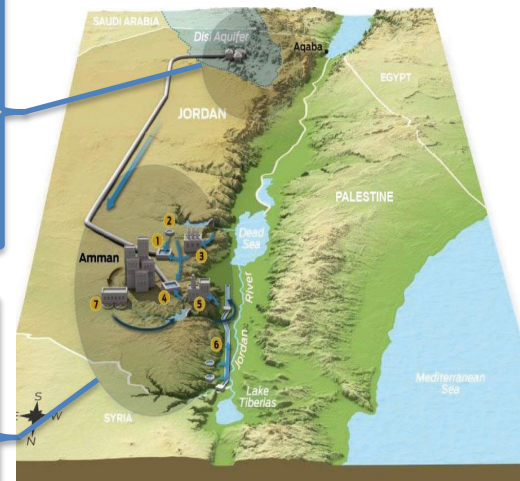 SAUDI ARABIA
Disi Aquifer
Aqaba
EGYPT
JORDAN
PALESTINE
2
1
3
Dead
Sea
Amman
4
5
7
6
Jordan River
Lake
Tiberias
Mediterranean
Sea
SYRIA
E
W
N